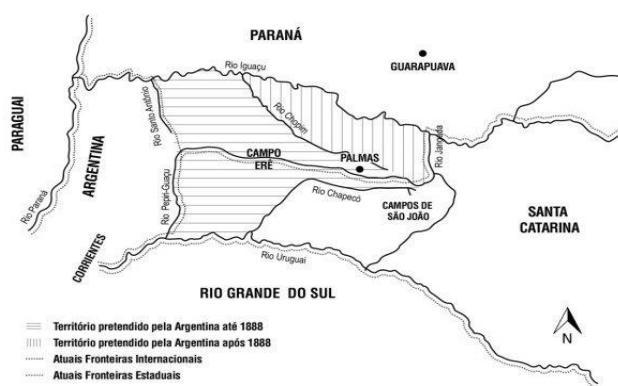 PARANÁ
GUARAPUAVA
Rio Iguaçu
PARAGUAI
Rio Santo Antônio
Rio Chopim
Rio Jangada
ARGENTINA
CAMPO
ERÊ
PALMAS
Rio Paraná
Rio Pepiri-Guaçu
Rio Chapecó
CAMPOS DE
SÃO JOÃO
SANTA
CATARINA
CORRIENTES
Rio Uruguai
RIO GRANDE DO SUL
Território pretendido pela Argentina até 1888
Território pretendido pela Argentina após 1888
Atuais Fronteiras Internacionais
Atuais Fronteiras Estaduais
N